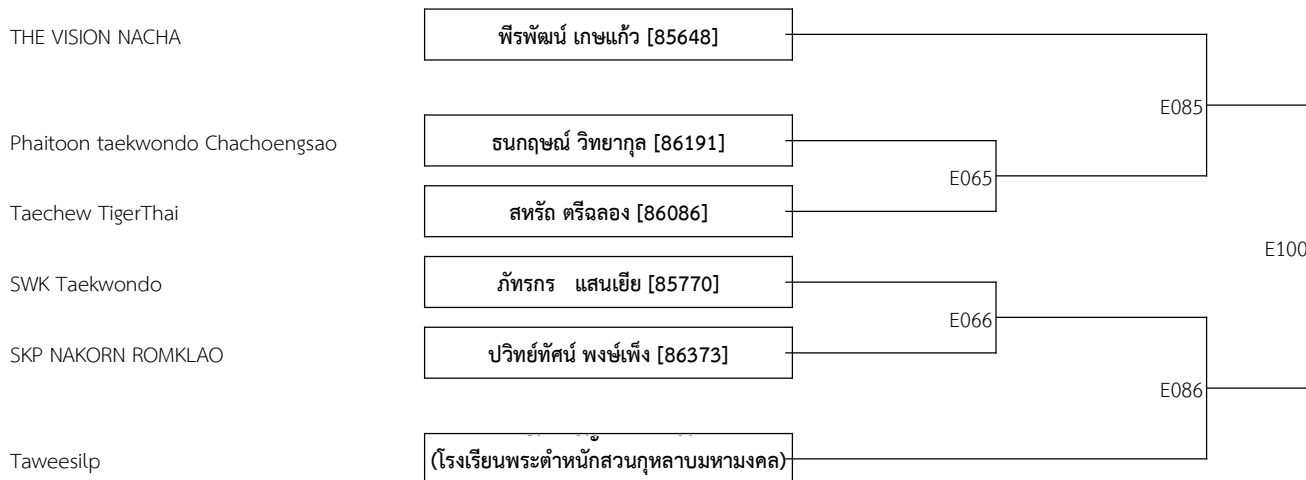 THE VISION NACHA
พีรพัฒน์ เกษแก้ว [85648]
E085
Phaitoon taekwondo Chachoengsao
ธนกฤษณ์ วิทยากุล [86191]
E065
Taechew TigerThai
สหรัถ ตรีฉลอง [86086]
E100
SWK Taekwondo
ภัทรกร แสนเยีย [85770]
E066
SKP NAKORN ROMKLAO
ปวิทย์ทัศน์ พงษ์เพ็ง [86373]
E086
Taweesilp
(โรงเรียนพระตำหนักสวนกุหลาบมหามงคล)